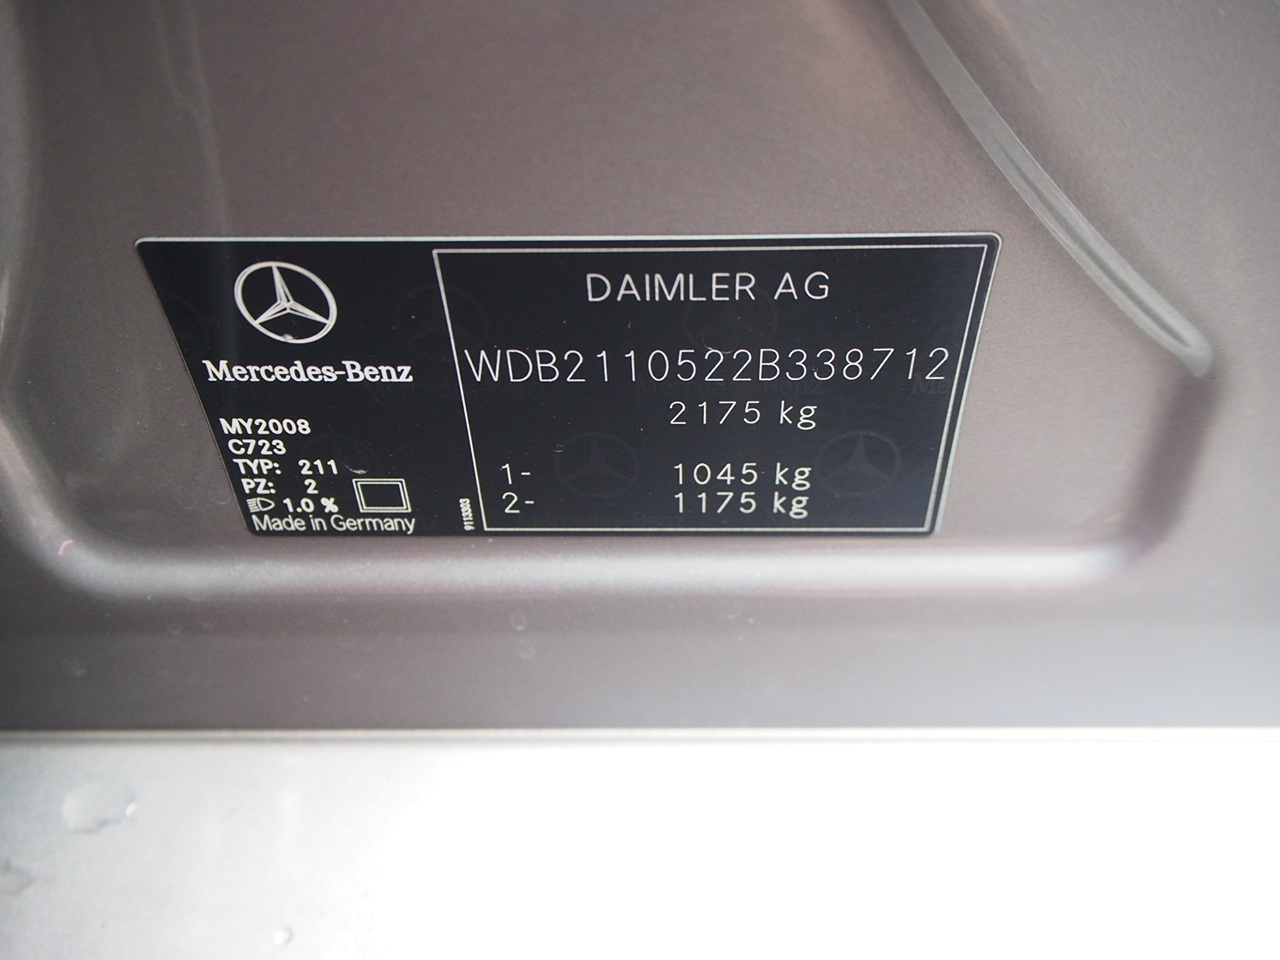 Mercedes-Benz
MY2008
C723
TYP: 211
PZ: 2
1.0 %
Made in Germany
9113303
DAIMLER AG
WDB2110522B338712
2175 kg
1- 1045 kg
2- 1175 kg